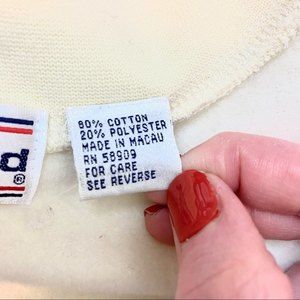 80% COTTON
20% POLYESTER
MADE IN MACAU
RN 58909
FOR CARE
SEE REVERSE
d®